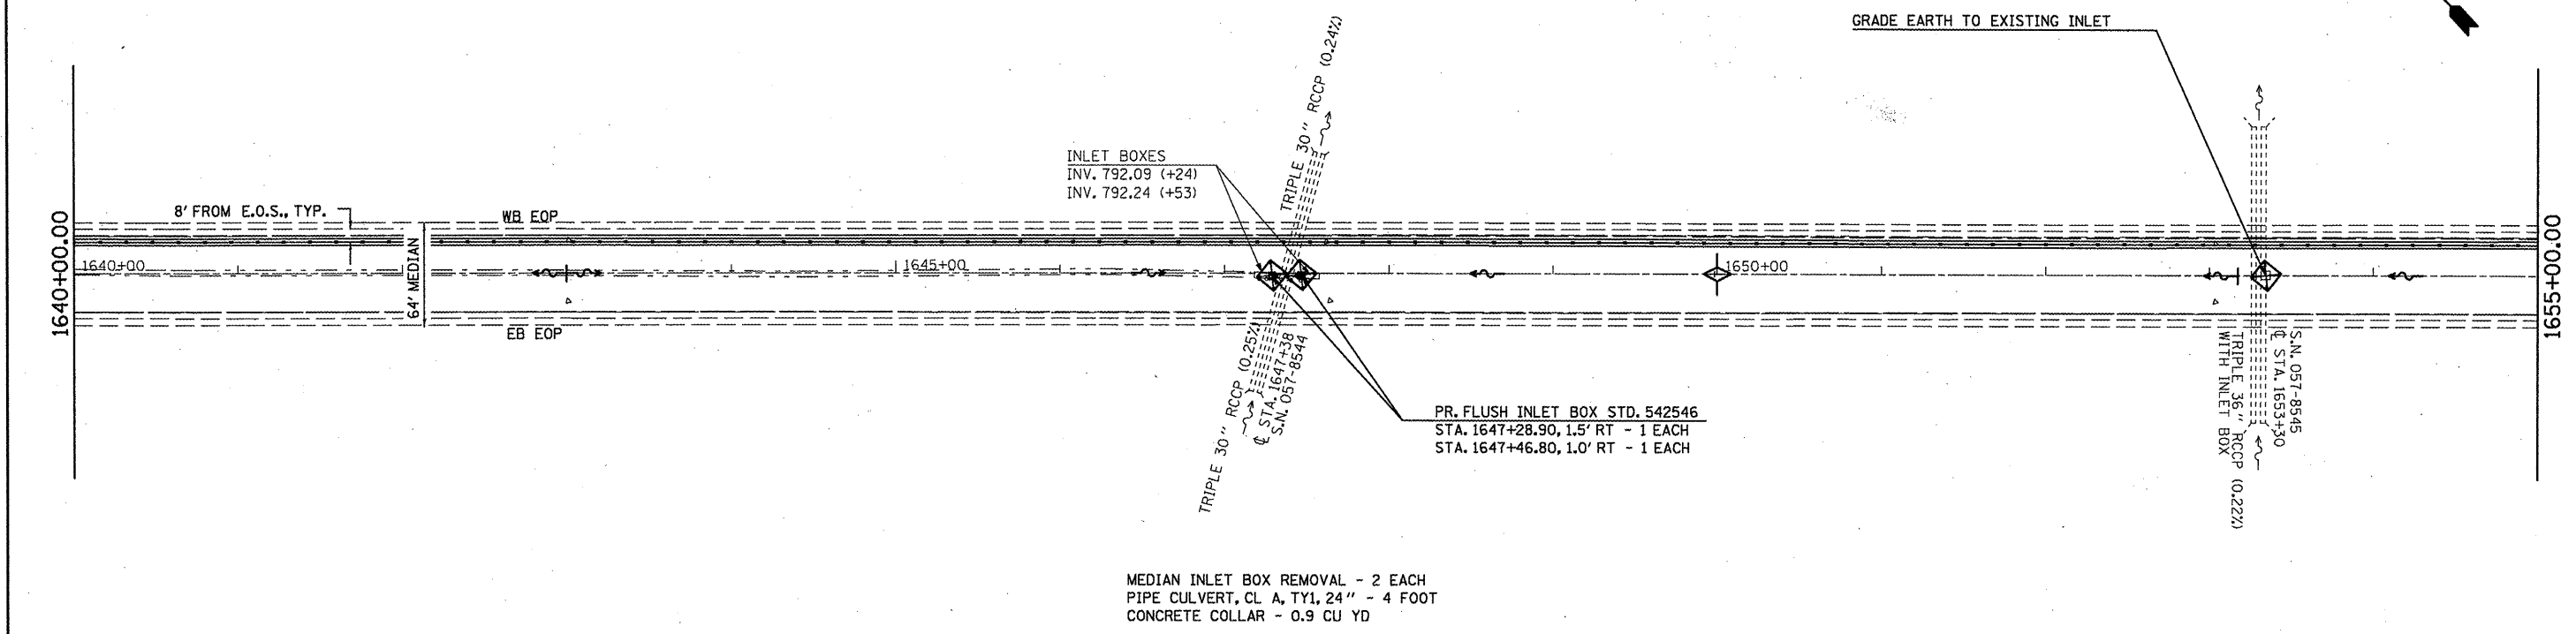 GRADE EARTH TO EXISTING INLET
TRIPLE 30" RCCP (0.24%)
INLET BOXES
INV. 792.09 (+24)
INV. 792.24 (+53)
8' FROM E.O.S., TYP.
WB EOP
1640+00.00
1640+00
64' MEDIAN
1645+00
1650+00
1655+00.00
EB EOP
TRIPLE 30" RCCP (0.25%)
℄ STA. 1647+38
S.N. 057-8544
PR. FLUSH INLET BOX STD. 542546
STA. 1647+28.90, 1.5' RT - 1 EACH
STA. 1647+46.80, 1.0' RT - 1 EACH
S.N. 057-8545
℄ STA. 1653+30
TRIPLE 36" RCCP (0.22%)
WITH INLET BOX
MEDIAN INLET BOX REMOVAL - 2 EACH
PIPE CULVERT, CL A, TY1, 24" - 4 FOOT
CONCRETE COLLAR - 0.9 CU YD